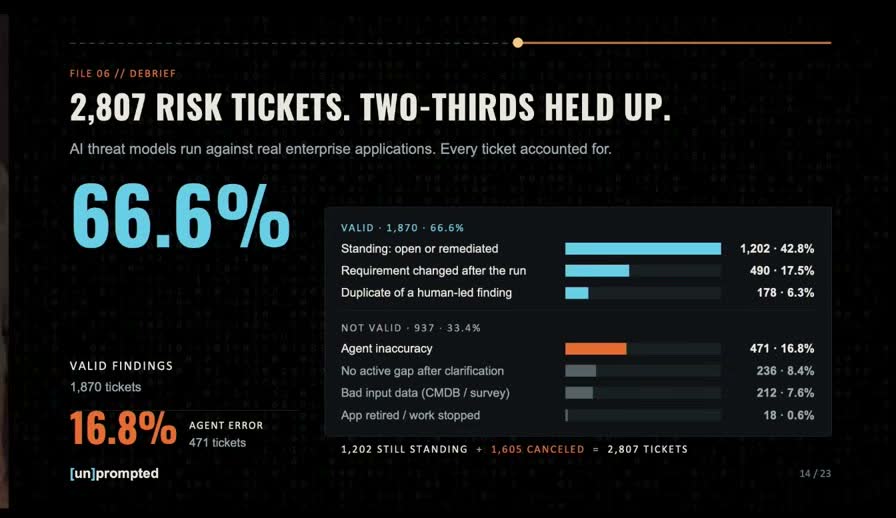 FILE 06 // DEBRIEF
2,807 RISK TICKETS. TWO-THIRDS HELD UP.
AI threat models run against real enterprise applications. Every ticket accounted for.
66.6%
VALID FINDINGS
1,870 tickets
16.8% AGENT ERROR
471 tickets
VALID · 1,870 · 66.6%
Standing: open or remediated 1,202 · 42.8%
Requirement changed after the run 490 · 17.5%
Duplicate of a human-led finding 178 · 6.3%
NOT VALID · 937 · 33.4%
Agent inaccuracy 471 · 16.8%
No active gap after clarification 236 · 8.4%
Bad input data (CMDB / survey) 212 · 7.6%
App retired / work stopped 18 · 0.6%
1,202 STILL STANDING + 1,605 CANCELED = 2,807 TICKETS
[un]prompted
14 / 23